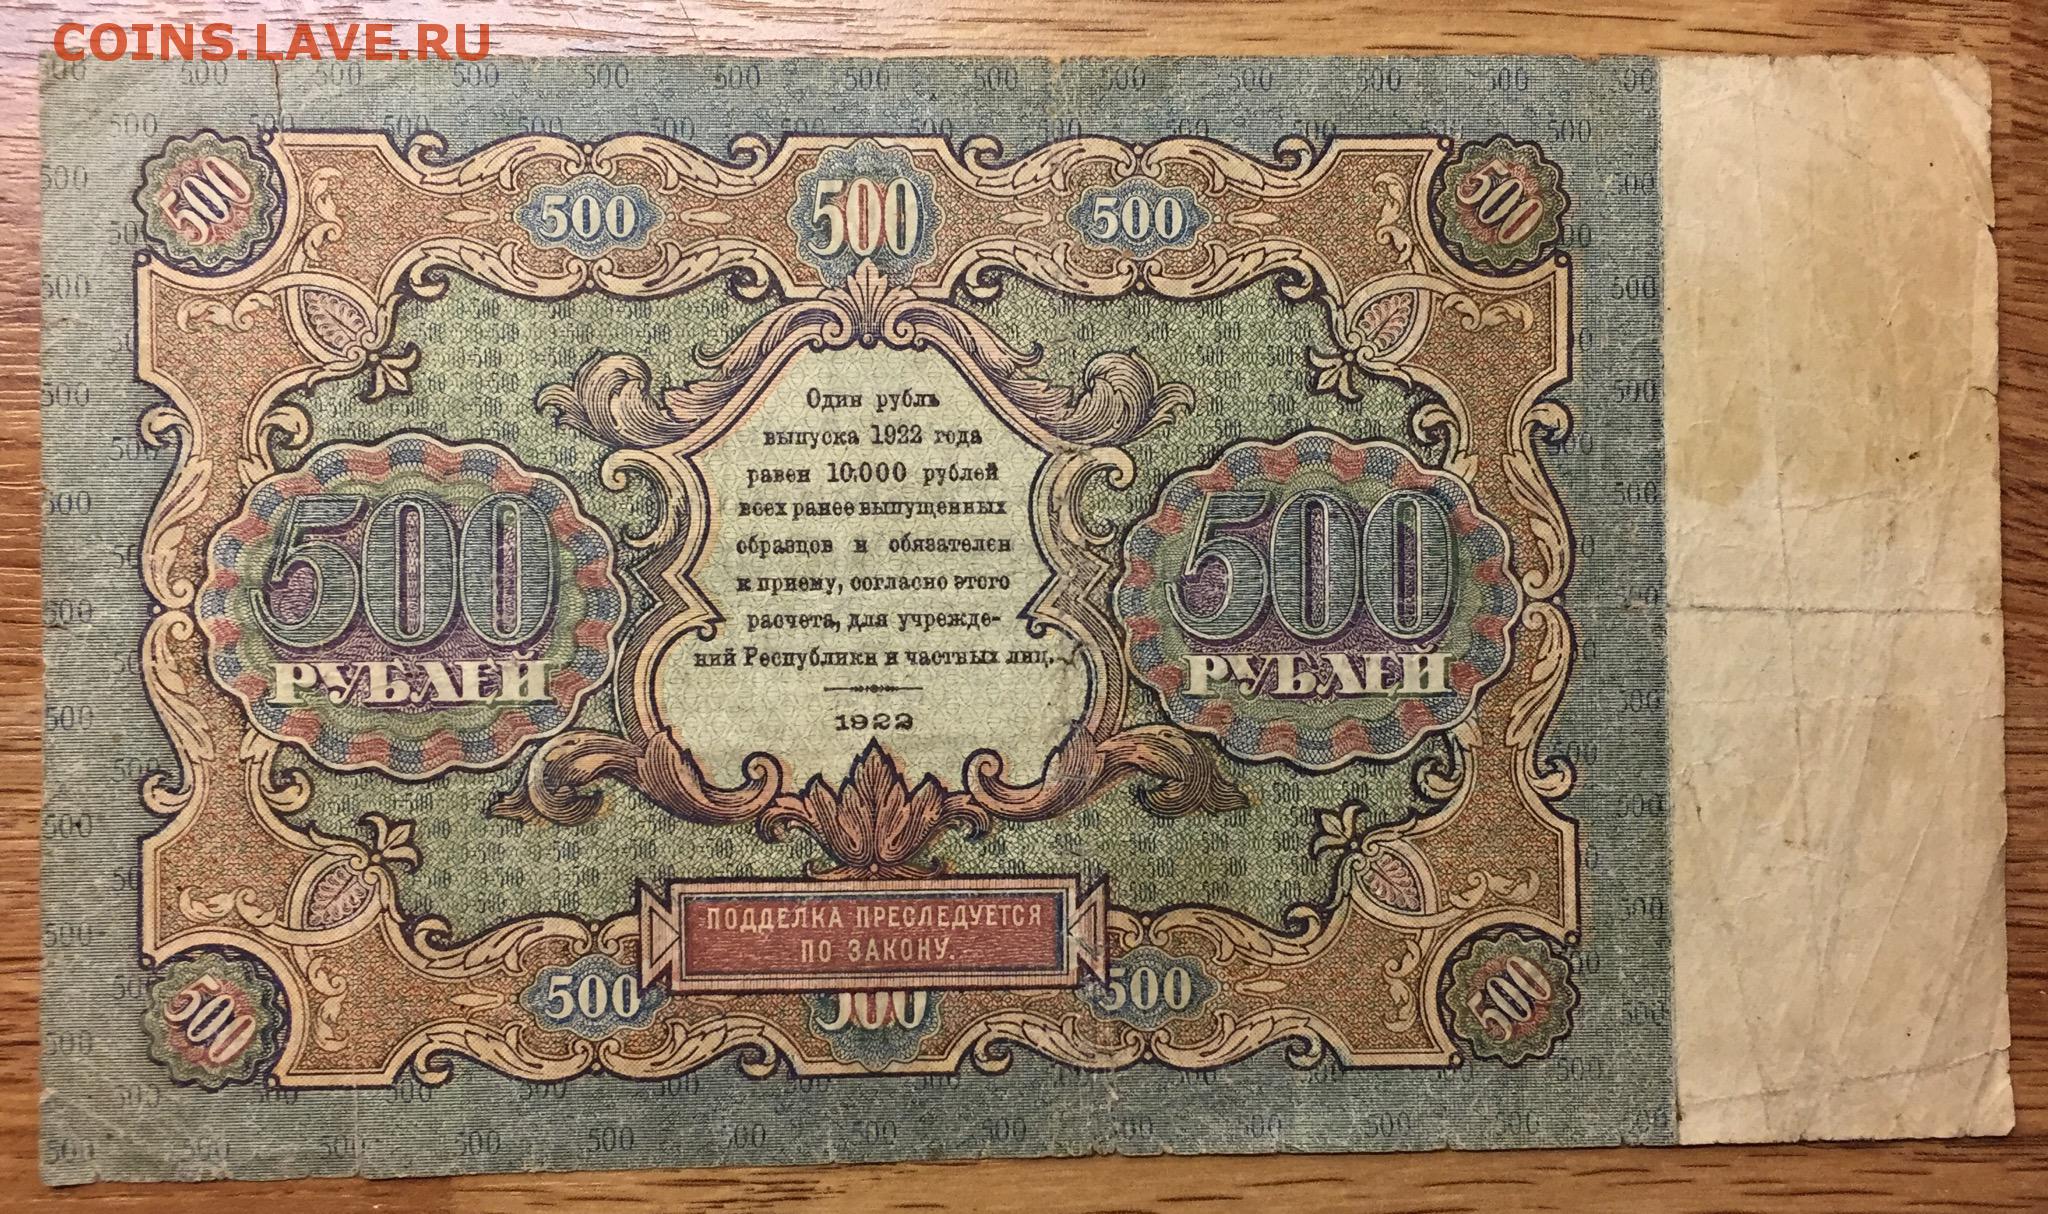 COINS.LAVE.RU
500
500 500 500
500
Один рубль
выпуска 1922 года
равен 10.000 рублей
всех ранее выпущенных
образцов и обязателен
к приему, согласно этого
расчета, для учрежде-
ний Республики и частных лиц.
1922
500
РУБЛЕЙ
500
РУБЛЕЙ
ПОДДЕЛКА ПРЕСЛЕДУЕТСЯ
ПО ЗАКОНУ.
500
500 500 500
500